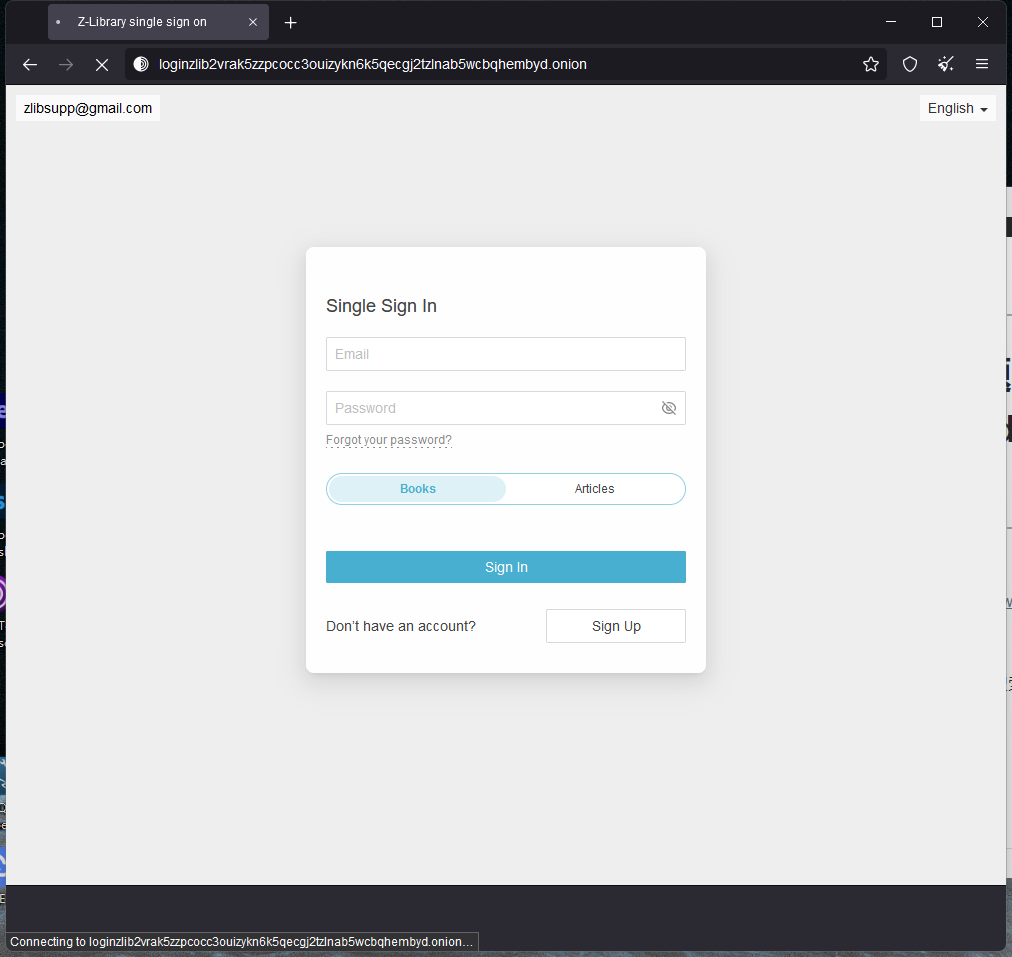 Z-Library single sign on
loginzlib2vrak5zzpcocc3ouizykn6k5qecgj2tzlnab5wcbqhembyd.onion
zlibsupp@gmail.com
English
Single Sign In
Email
Password
Forgot your password?
Books
Articles
Sign In
Don't have an account?
Sign Up
Connecting to loginzlib2vrak5zzpcocc3ouizykn6k5qecgj2tzlnab5wcbqhembyd.onion…